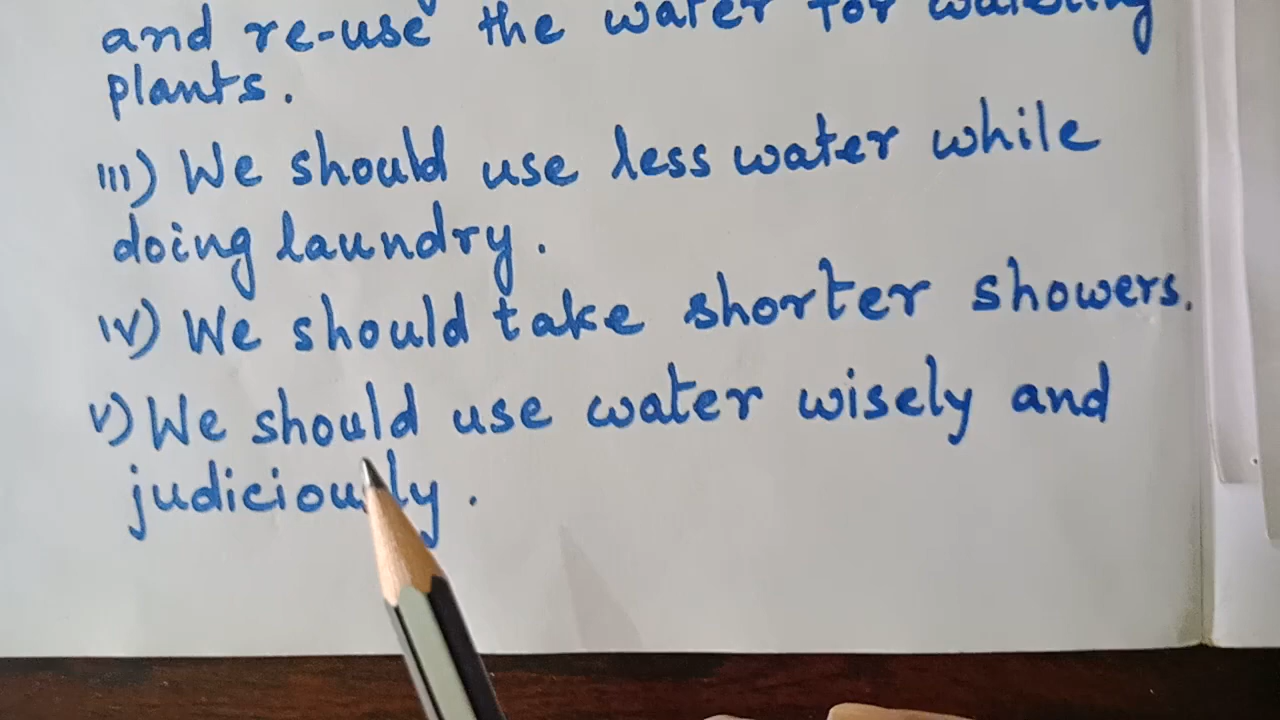 and re-use the water for watering
plants.
III) We should use less water while
doing laundry.
IV) We should take shorter showers.
V) We should use water wisely and
judiciously.